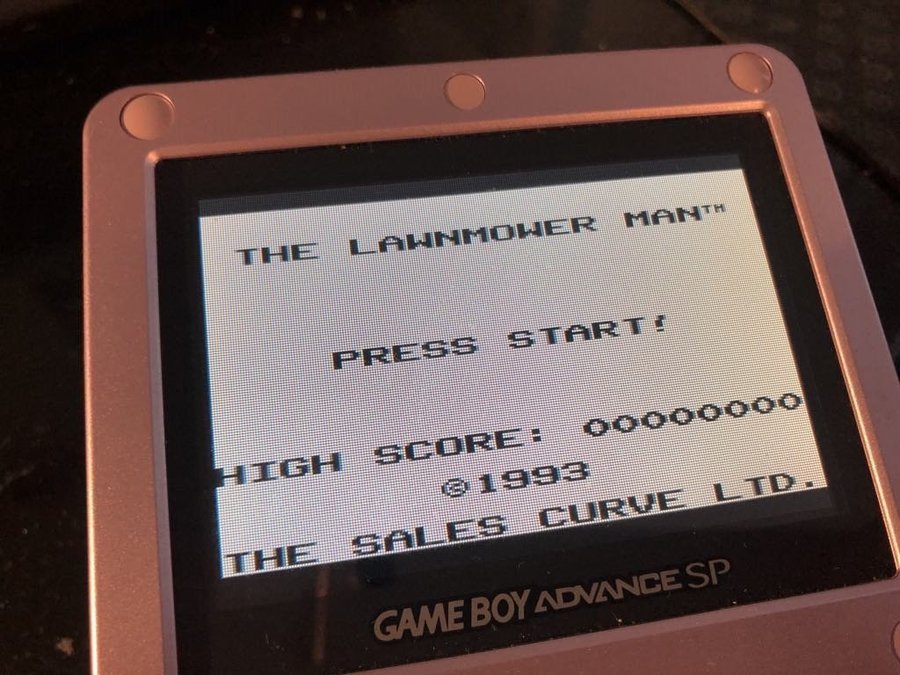 THE LAWNMOWER MAN™
PRESS START!
HIGH SCORE: 00000000
©1993
THE SALES CURVE LTD.
GAME BOY ADVANCE SP